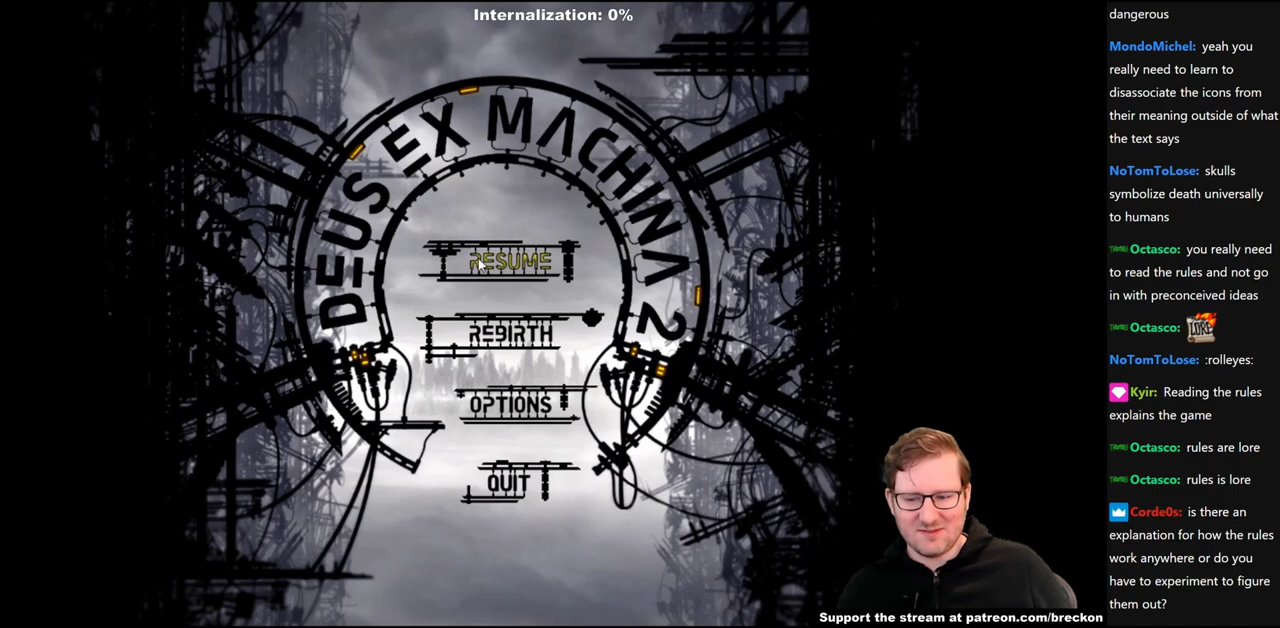 Internalization: 0%
DEUS EX MACHINA 2
RESUME
REBIRTH
OPTIONS
QUIT
Support the stream at patreon.com/breckon
dangerous
MondoMichel: yeah you
really need to learn to
disassociate the icons from
their meaning outside of what
the text says
NoTomToLose: skulls
symbolize death universally
to humans
Octasco: you really need
to read the rules and not go
in with preconceived ideas
Octasco: LORE
NoTomToLose: :rolleyes:
Kyir: Reading the rules
explains the game
Octasco: rules are lore
Octasco: rules is lore
Corde0s: is there an
explanation for how the rules
work anywhere or do you
have to experiment to figure
them out?